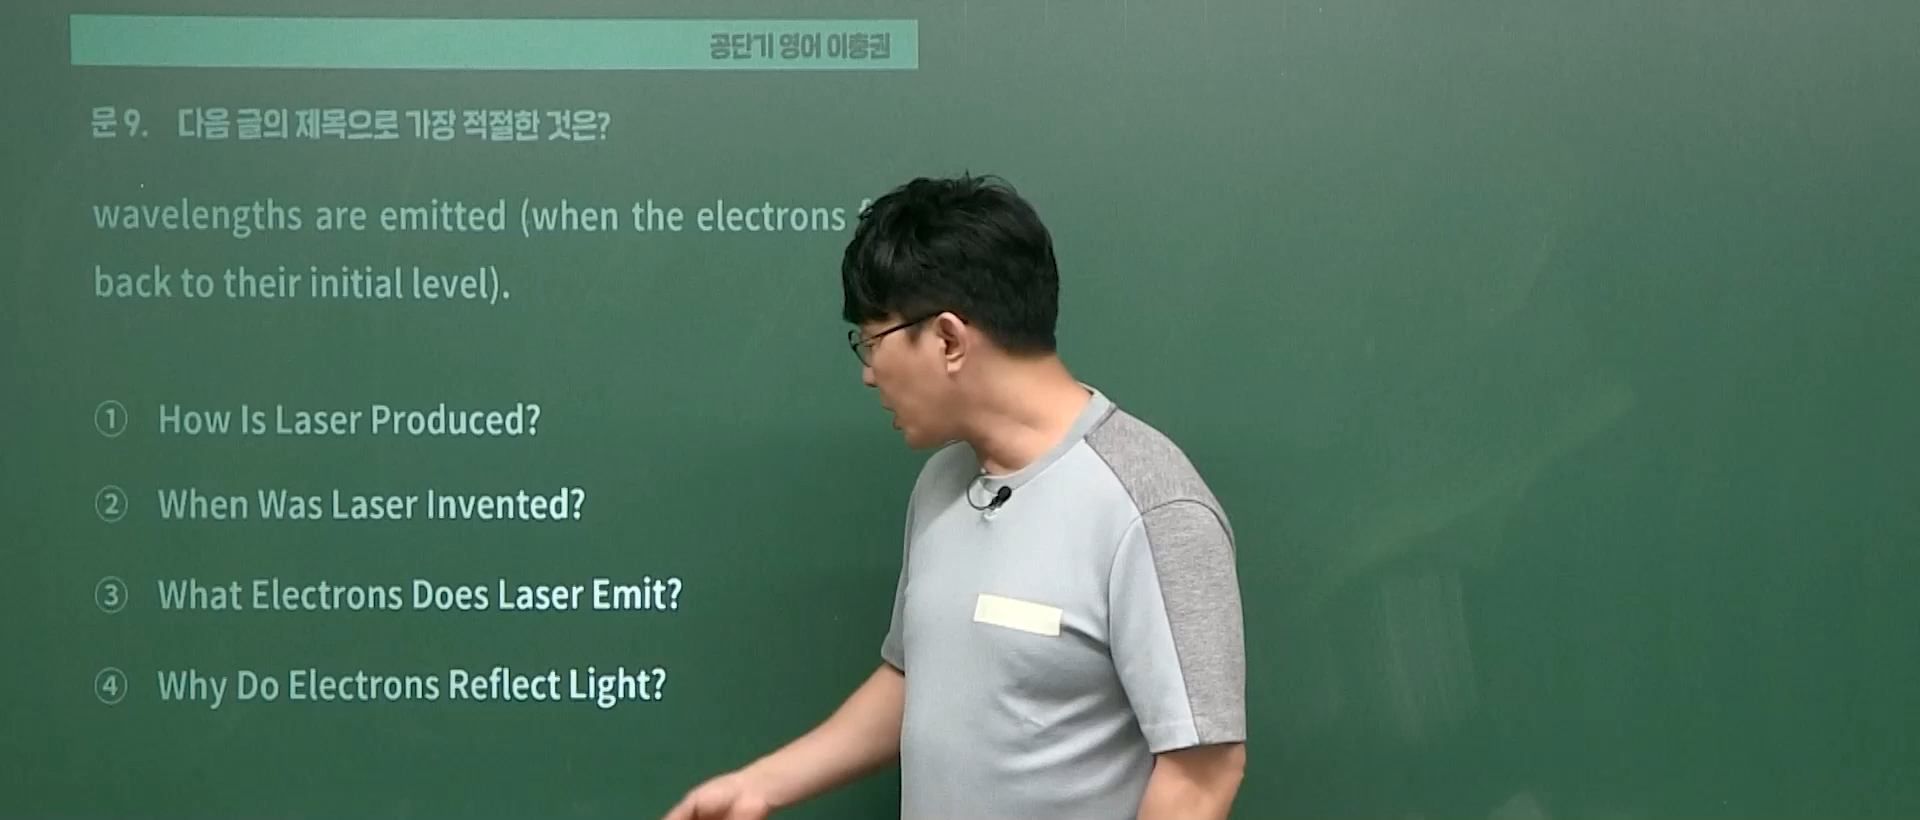 공단기 영어 이충권
문 9. 다음 글의 제목으로 가장 적절한 것은?
wavelengths are emitted (when the electrons
back to their initial level).
① How Is Laser Produced?
② When Was Laser Invented?
③ What Electrons Does Laser Emit?
④ Why Do Electrons Reflect Light?